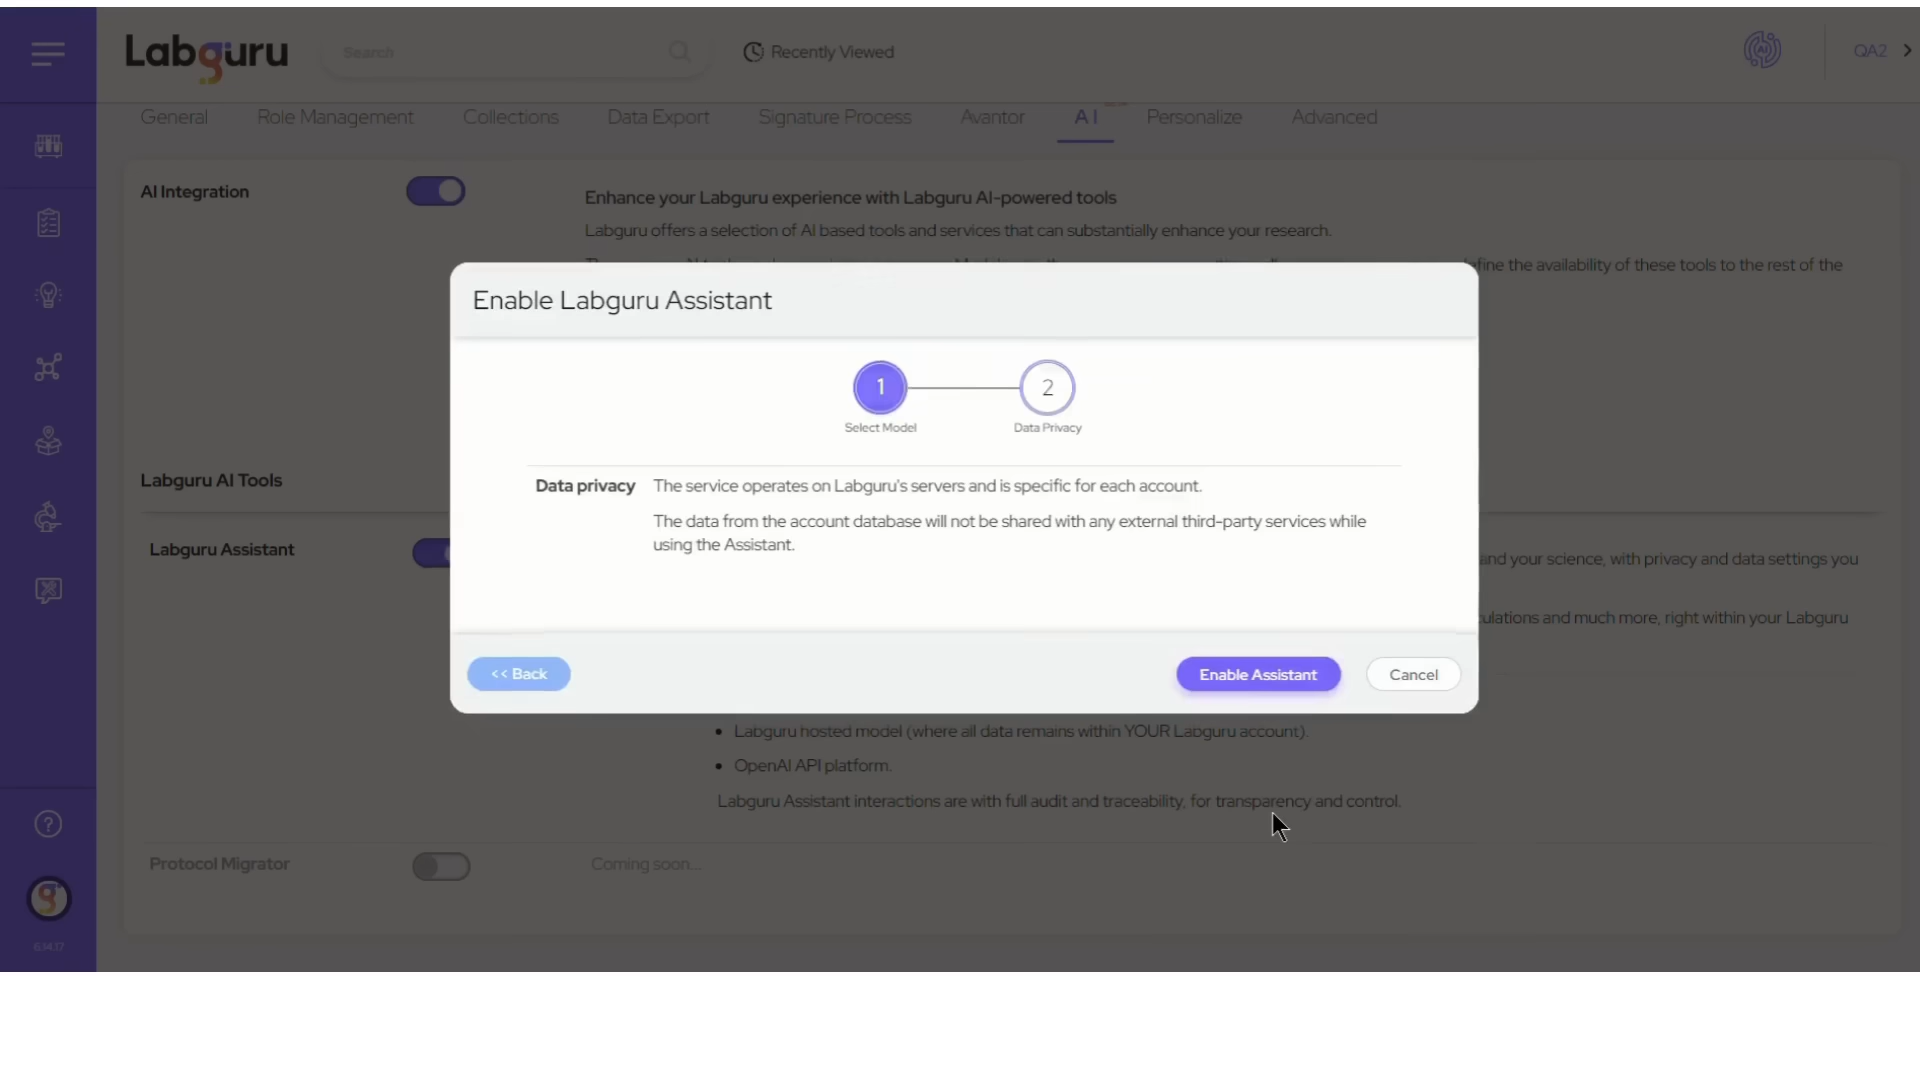 Labguru
Search
Recently Viewed
QA2
General Role Management Collections Data Export Signature Process Avantor AI Personalize Advanced
AI Integration
Enhance your Labguru experience with Labguru AI-powered tools
Labguru offers a selection of AI based tools and services that can substantially enhance your research.
fine the availability of these tools to the rest of the
Enable Labguru Assistant
1
2
Select Model
Data Privacy
Data privacy The service operates on Labguru's servers and is specific for each account.
The data from the account database will not be shared with any external third-party services while
using the Assistant.
<< Back
Enable Assistant
Cancel
Labguru AI Tools
Labguru Assistant
and your science, with privacy and data settings you
ulations and much more, right within your Labguru
• Labguru hosted model (where all data remains within YOUR Labguru account).
• OpenAI API platform.
Labguru Assistant interactions are with full audit and traceability, for transparency and control.
Protocol Migrator
Coming soon...
6.14.17